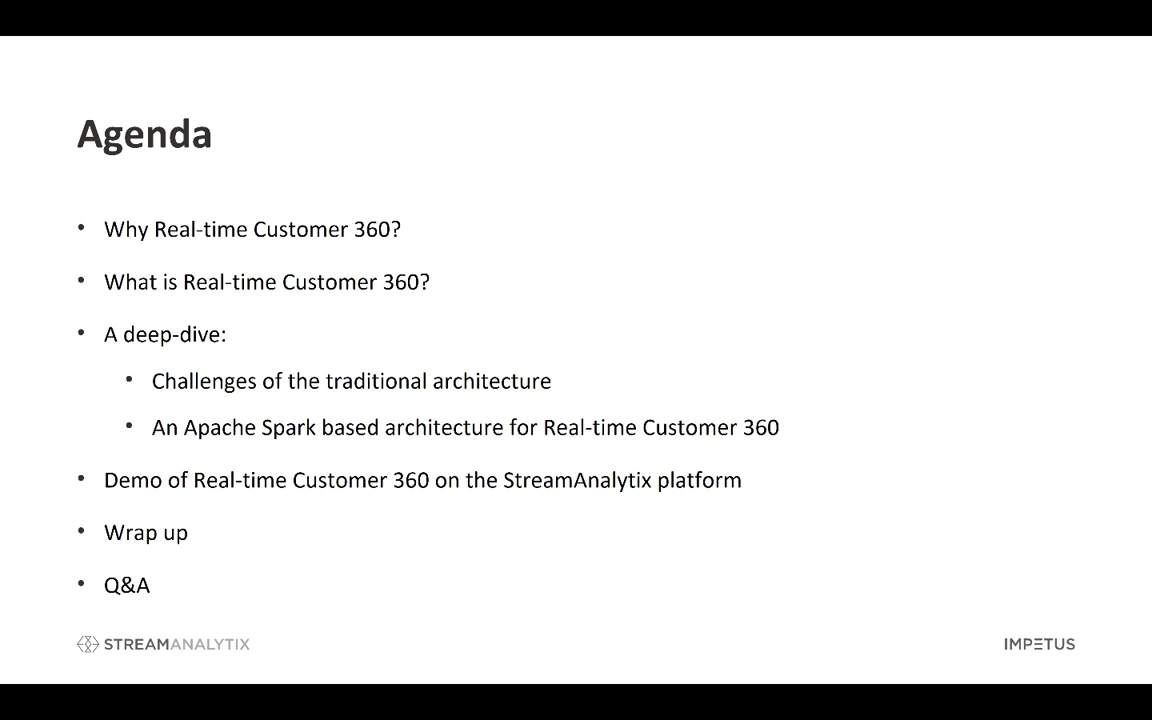 Agenda
• Why Real-time Customer 360?
• What is Real-time Customer 360?
• A deep-dive:
• Challenges of the traditional architecture
• An Apache Spark based architecture for Real-time Customer 360
• Demo of Real-time Customer 360 on the StreamAnalytix platform
• Wrap up
• Q&A
STREAMANALYTIX
IMPETUS